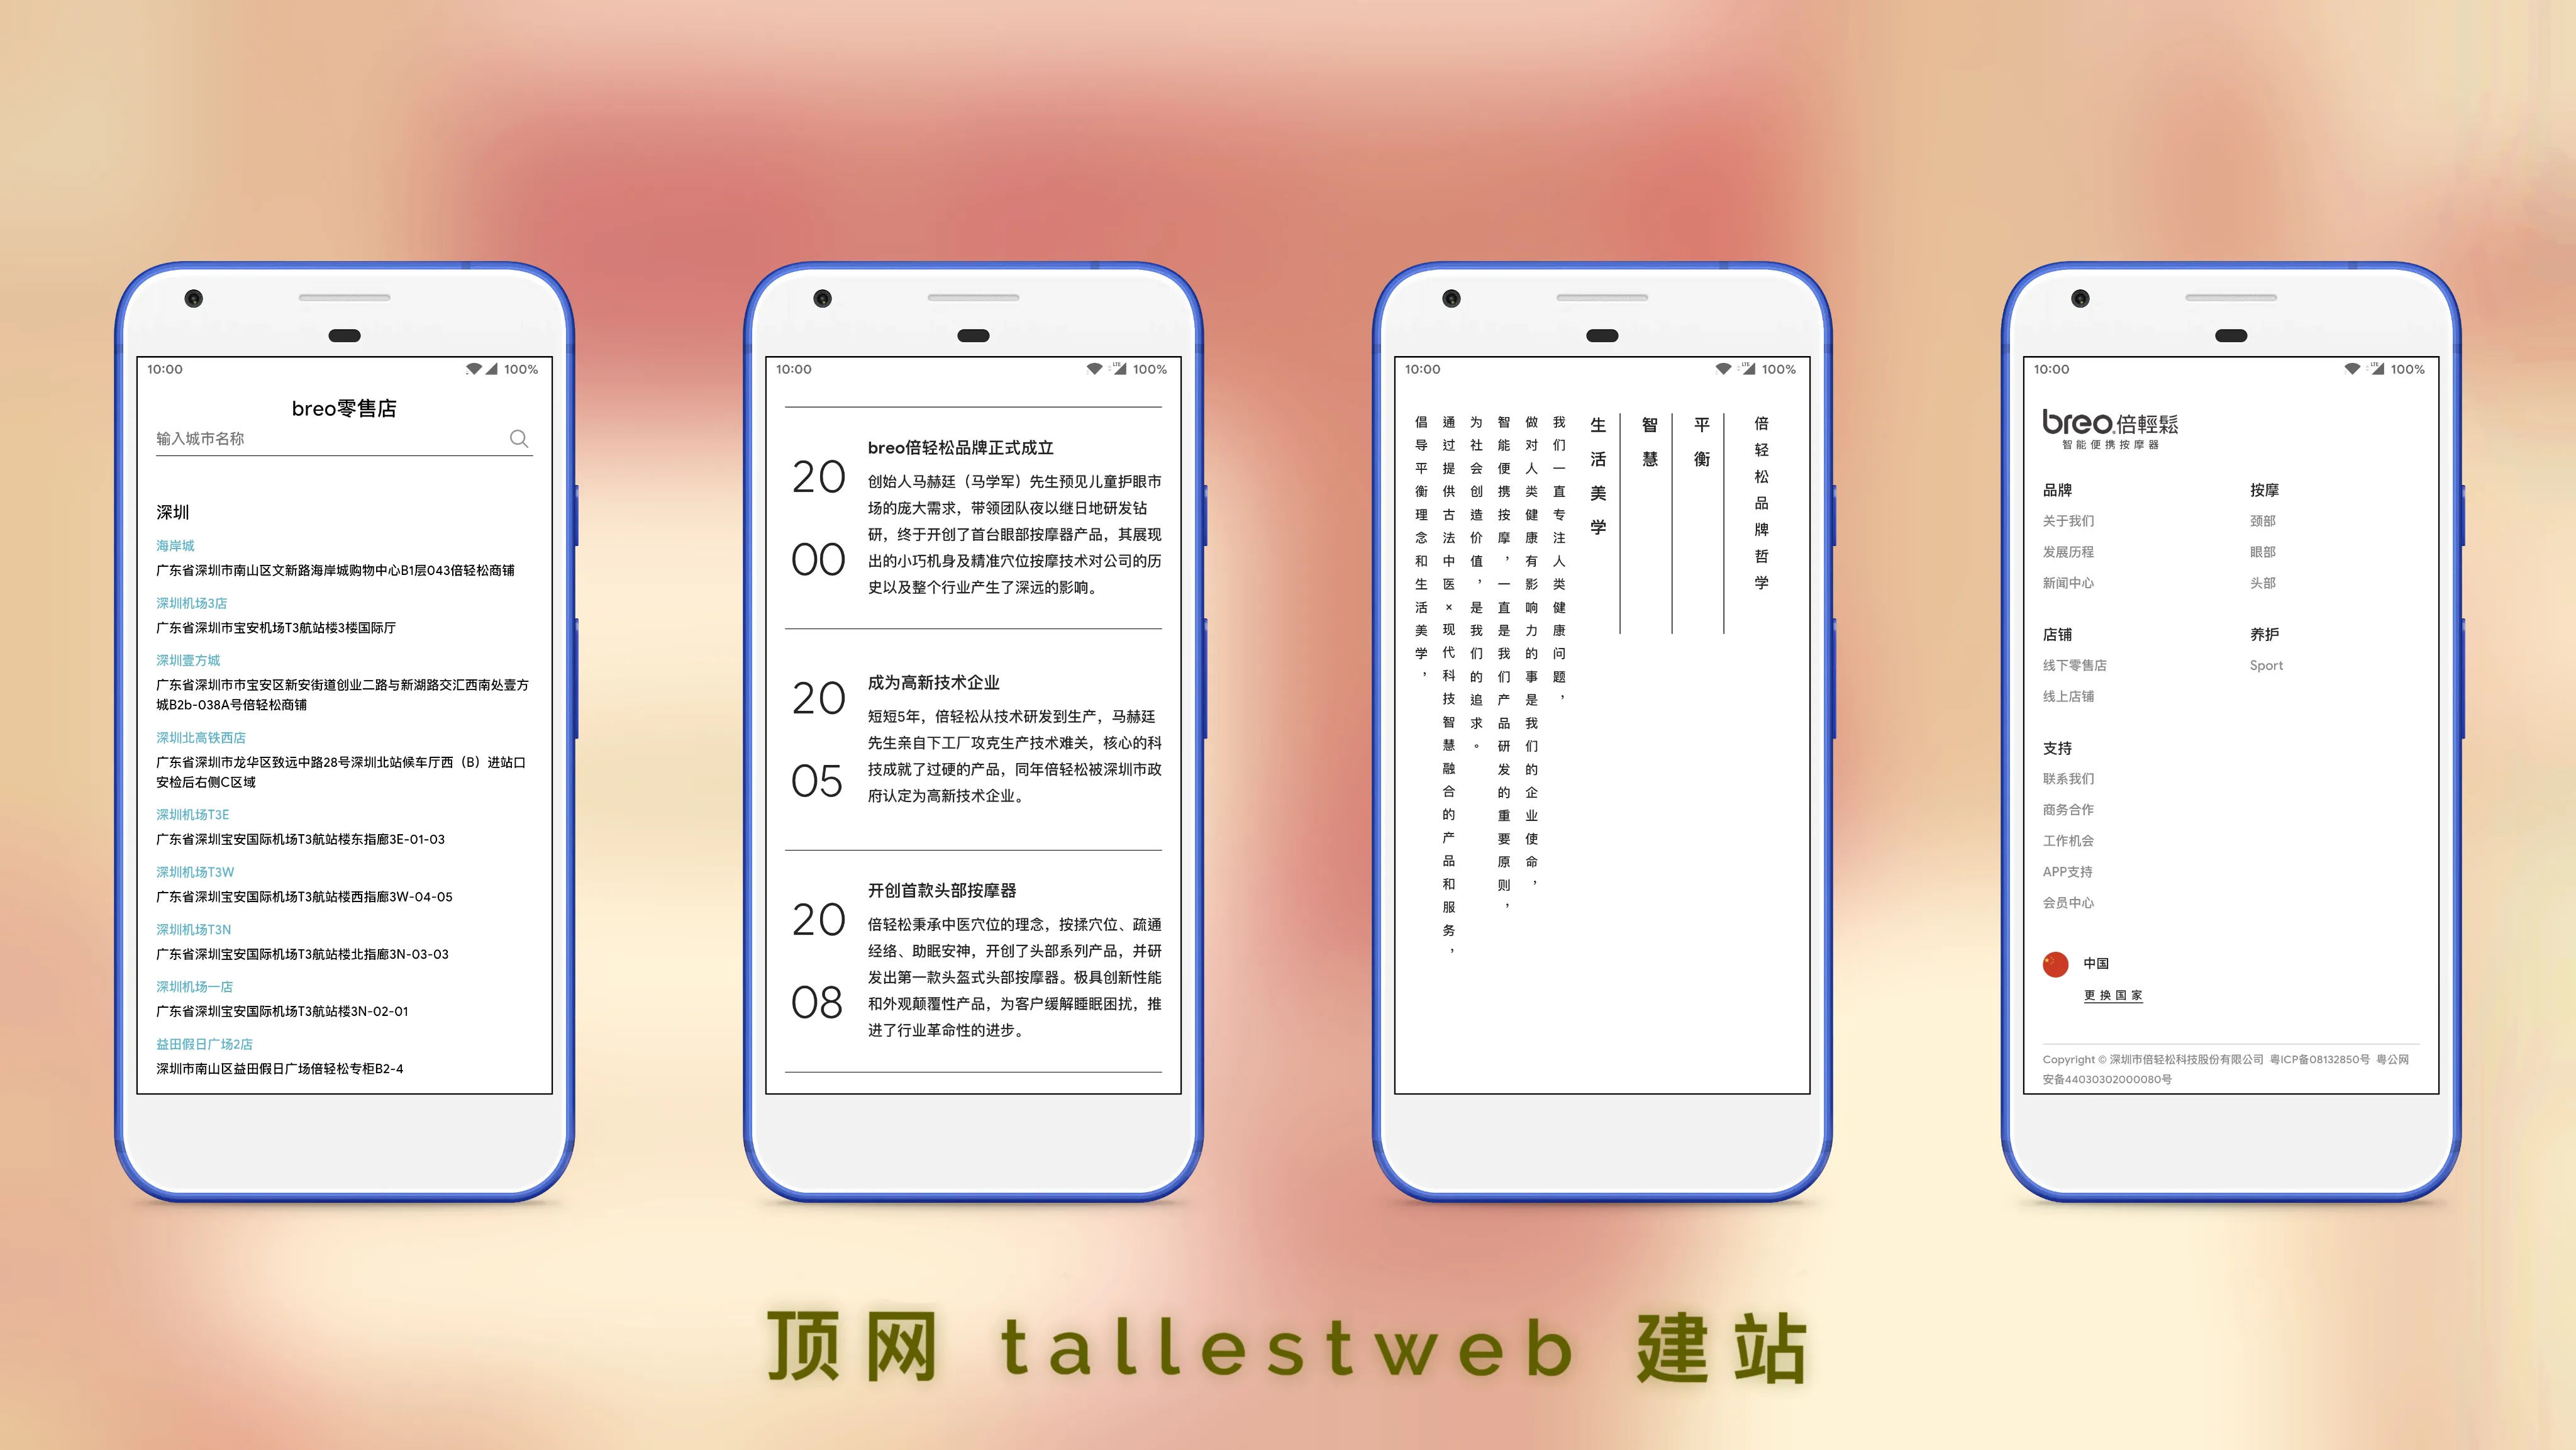 10:00
100%
breo零售店
输入城市名称
深圳
海岸城
广东省深圳市南山区文新路海岸城购物中心B1层043倍轻松商铺
深圳机场3店
广东省深圳市宝安机场T3航站楼3楼国际厅
深圳壹方城
广东省深圳市市宝安区新安街道创业二路与新湖路交汇西南处壹方
城B2b-038A号倍轻松商铺
深圳北高铁西店
广东省深圳市龙华区致远中路28号深圳北站候车厅西（B）进站口
安检后右侧C区域
深圳机场T3E
广东省深圳宝安国际机场T3航站楼东指廊3E-01-03
深圳机场T3W
广东省深圳宝安国际机场T3航站楼西指廊3W-04-05
深圳机场T3N
广东省深圳宝安国际机场T3航站楼北指廊3N-03-03
深圳机场一店
广东省深圳宝安国际机场T3航站楼3N-02-01
益田假日广场2店
深圳市南山区益田假日广场倍轻松专柜B2-4
10:00
LTE 100%
20
00
breo倍轻松品牌正式成立
创始人马赫廷（马学军）先生预见儿童护眼市
场的庞大需求，带领团队夜以继日地研发钻
研，终于开创了首台眼部按摩器产品，其展现
出的小巧机身及精准穴位按摩技术对公司的历
史以及整个行业产生了深远的影响。
20
05
成为高新技术企业
短短5年，倍轻松从技术研发到生产，马赫廷
先生亲自下工厂攻克生产技术难关，核心的科
技成就了过硬的产品，同年倍轻松被深圳市政
府认定为高新技术企业。
20
08
开创首款头部按摩器
倍轻松秉承中医穴位的理念，按揉穴位、疏通
经络、助眠安神，开创了头部系列产品，并研
发出第一款头盔式头部按摩器。极具创新性能
和外观颠覆性产品，为客户缓解睡眠困扰，推
进了行业革命性的进步。
10:00
LTE 100%
倍轻松品牌哲学
平衡
智慧
生活美学
我们一直专注人类健康问题，
做对人类健康有影响力的事是我们的企业使命，
智能便携按摩，一直是我们产品研发的重要原则，
为社会创造价值，是我们的追求。
通过提供古法中医×现代科技智慧融合的产品和服务，
倡导平衡理念和生活美学，
10:00
LTE 100%
breo倍輕鬆
智能便携按摩器
品牌
关于我们
发展历程
新闻中心
按摩
颈部
眼部
头部
店铺
线下零售店
线上店铺
养护
Sport
支持
联系我们
商务合作
工作机会
APP支持
会员中心
中国
更换国家
Copyright © 深圳市倍轻松科技股份有限公司 粤ICP备08132850号 粤公网
安备44030302000080号
顶网 tallestweb 建站